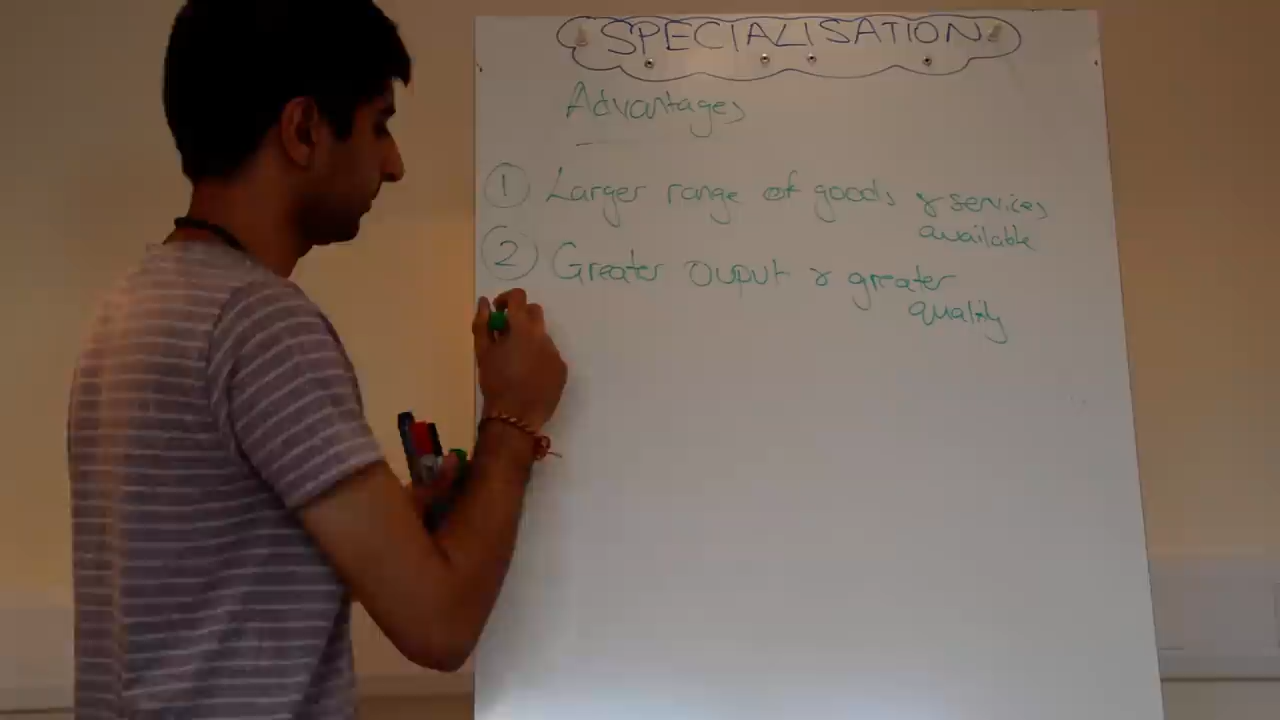 SPECIALISATION
Advantages
1 Larger range of goods & services
available
2 Greater Ouput & greater
quality